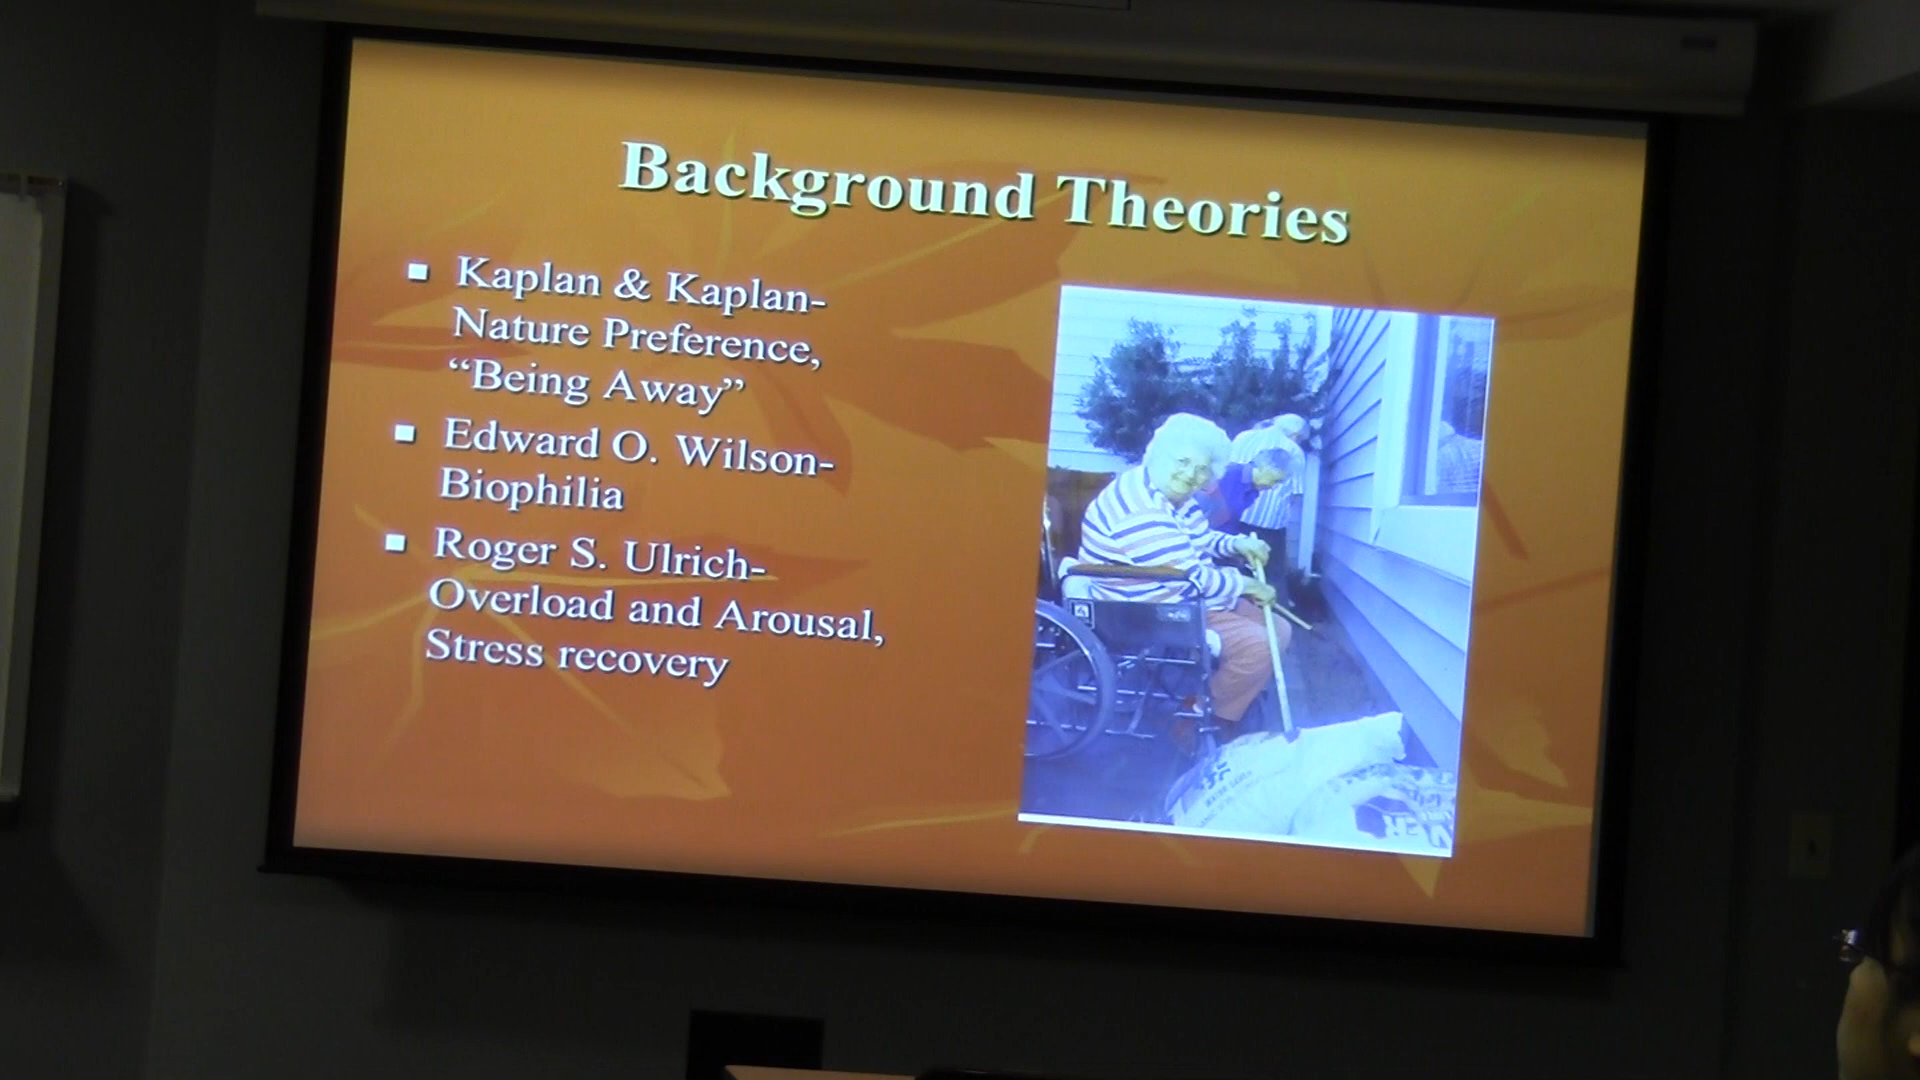 Background Theories
Kaplan & Kaplan-
Nature Preference,
“Being Away”
Edward O. Wilson-
Biophilia
Roger S. Ulrich-
Overload and Arousal,
Stress recovery